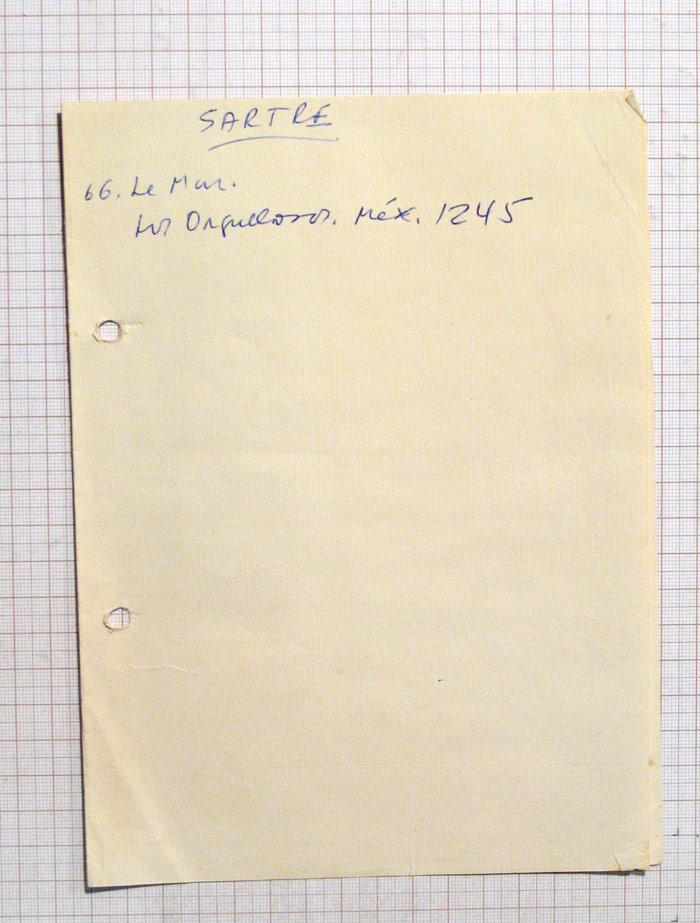 SARTRE
66. Le Mur.
Los Orgullosos. Méx. 1245